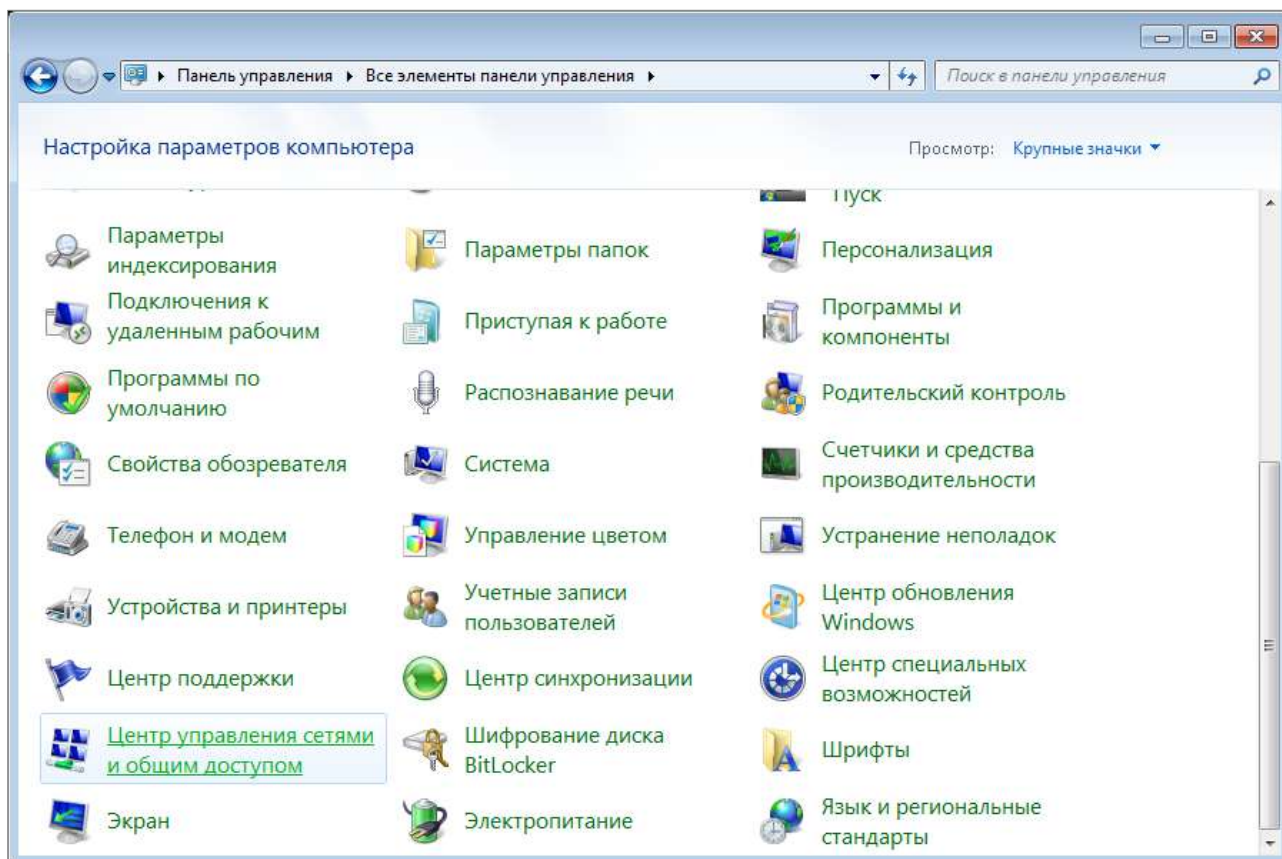 Панель управления
Все элементы панели управления
Поиск в панели управления
Настройка параметров компьютера
Просмотр:
Крупные значки
Пуск
Параметры
индексирования
Параметры папок
Персонализация
Подключения к
удаленным рабочим
Приступая к работе
Программы и
компоненты
Программы по
умолчанию
Распознавание речи
Родительский контроль
Свойства обозревателя
Система
Счетчики и средства
производительности
Телефон и модем
Управление цветом
Устранение неполадок
Устройства и принтеры
Учетные записи
пользователей
Центр обновления
Windows
Центр поддержки
Центр синхронизации
Центр специальных
возможностей
Центр управления сетями
и общим доступом
Шифрование диска
BitLocker
Шрифты
Экран
Электропитание
Язык и региональные
стандарты